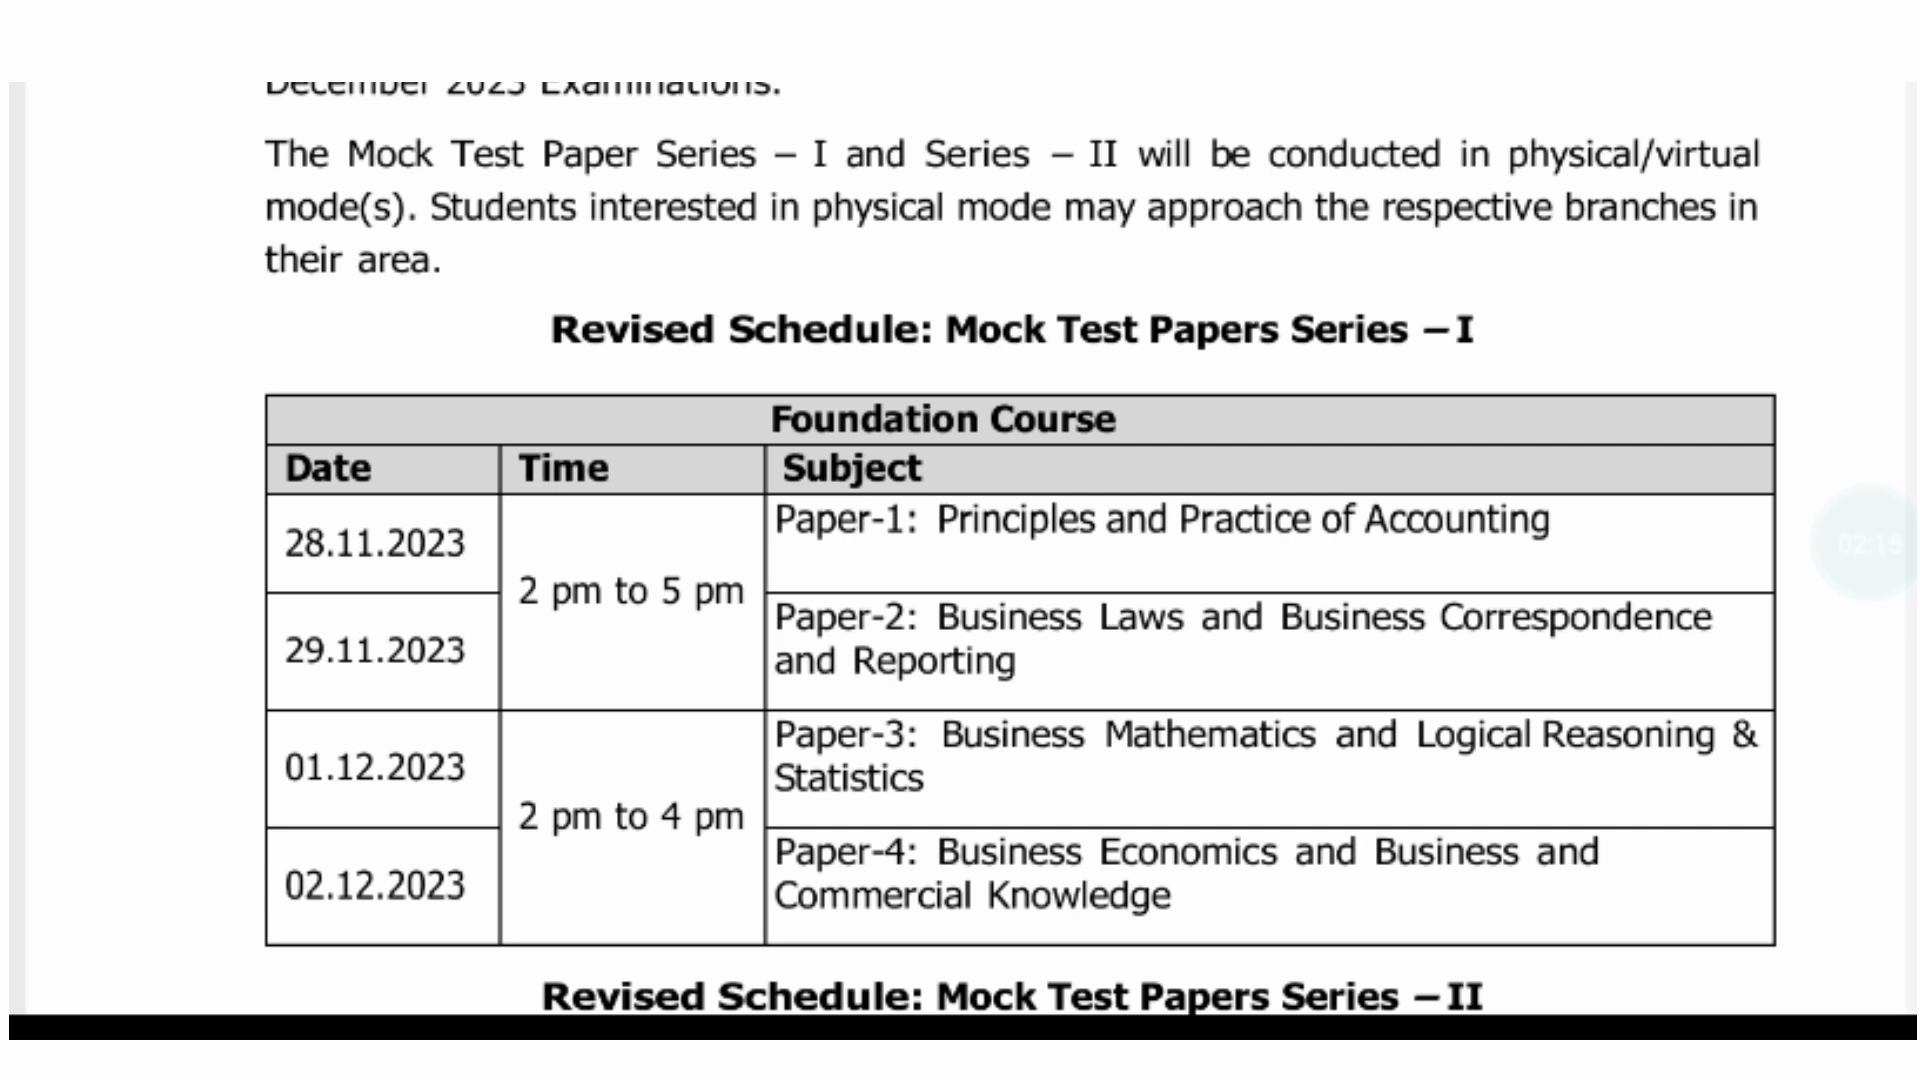 December 2023 Examinations.
The Mock Test Paper Series – I and Series – II will be conducted in physical/virtual
mode(s). Students interested in physical mode may approach the respective branches in
their area.
Revised Schedule: Mock Test Papers Series – I
Foundation Course
Date Time Subject
28.11.2023 2 pm to 5 pm Paper-1: Principles and Practice of Accounting
29.11.2023 Paper-2: Business Laws and Business Correspondence
and Reporting
01.12.2023 2 pm to 4 pm Paper-3: Business Mathematics and Logical Reasoning &
Statistics
02.12.2023 Paper-4: Business Economics and Business and
Commercial Knowledge
02:15
Revised Schedule: Mock Test Papers Series – II